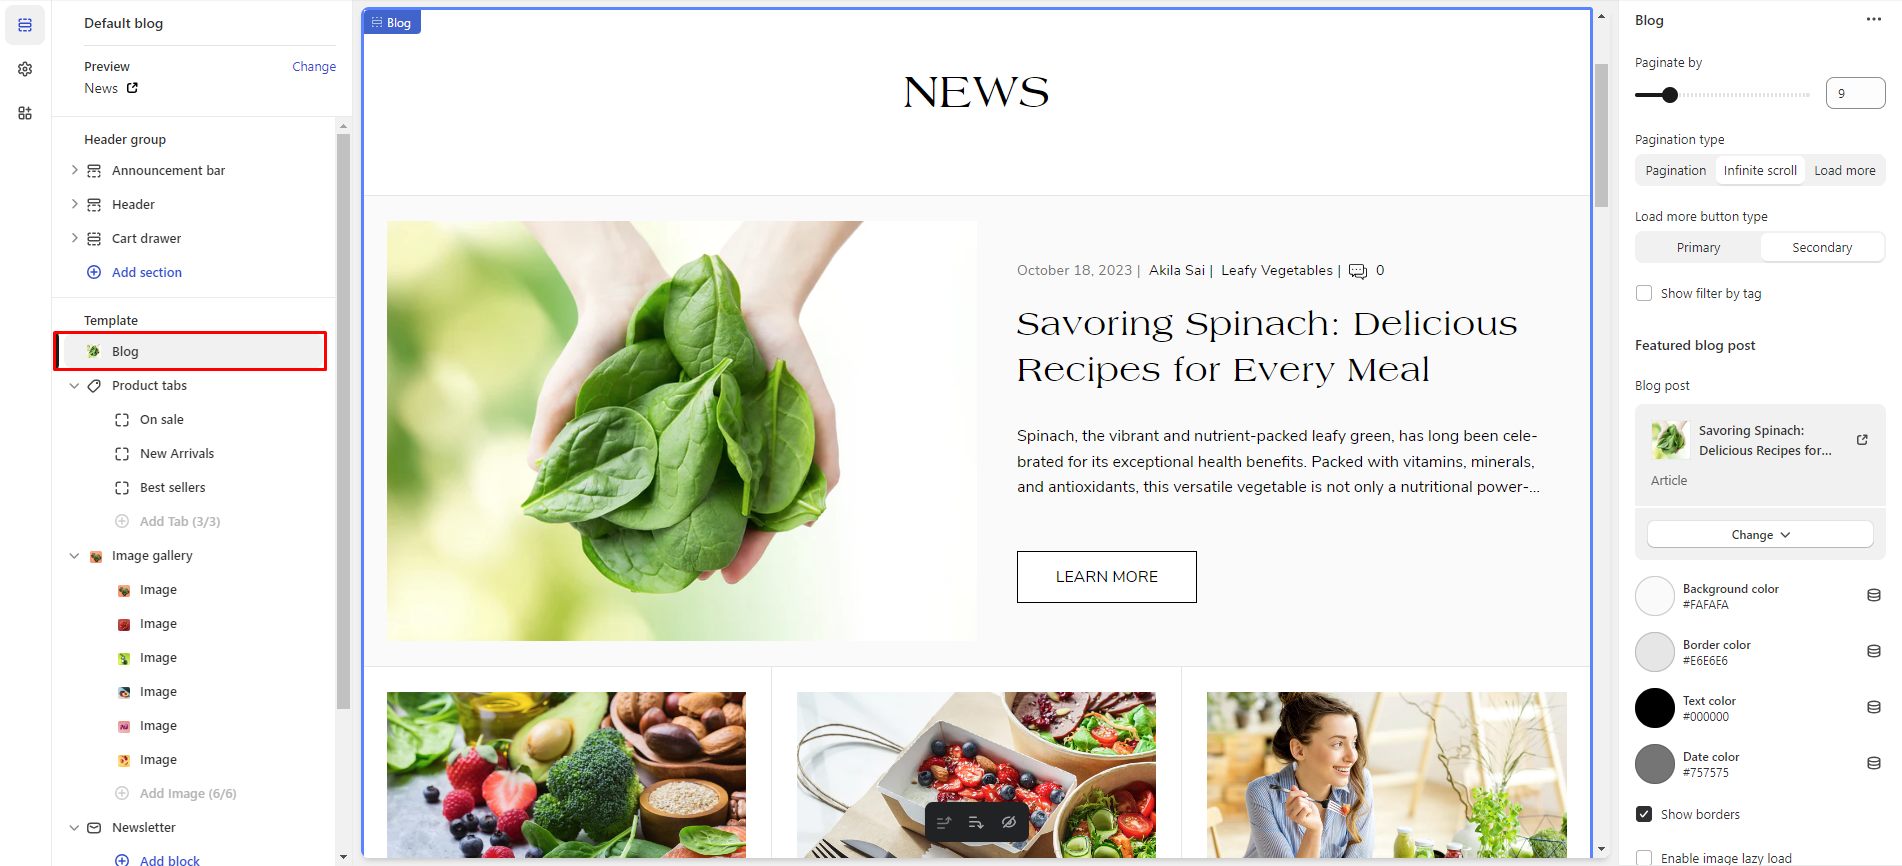 Default blog
Preview
Change
News
Header group
Announcement bar
Header
Cart drawer
Add section
Template
Blog
Product tabs
On sale
New Arrivals
Best sellers
Add Tab (3/3)
Image gallery
Image
Image
Image
Image
Image
Image
Add Image (6/6)
Newsletter
Add block
Blog
NEWS
October 18, 2023 | Akila Sai | Leafy Vegetables | 0
Savoring Spinach: Delicious
Recipes for Every Meal
Spinach, the vibrant and nutrient-packed leafy green, has long been cele-
brated for its exceptional health benefits. Packed with vitamins, minerals,
and antioxidants, this versatile vegetable is not only a nutritional power-...
LEARN MORE
Blog
Paginate by
9
Pagination type
Pagination Infinite scroll Load more
Load more button type
Primary Secondary
Show filter by tag
Featured blog post
Blog post
Savoring Spinach:
Delicious Recipes for...
Article
Change
Background color
#FAFAFA
Border color
#E6E6E6
Text color
#000000
Date color
#757575
Show borders
Enable image lazy load